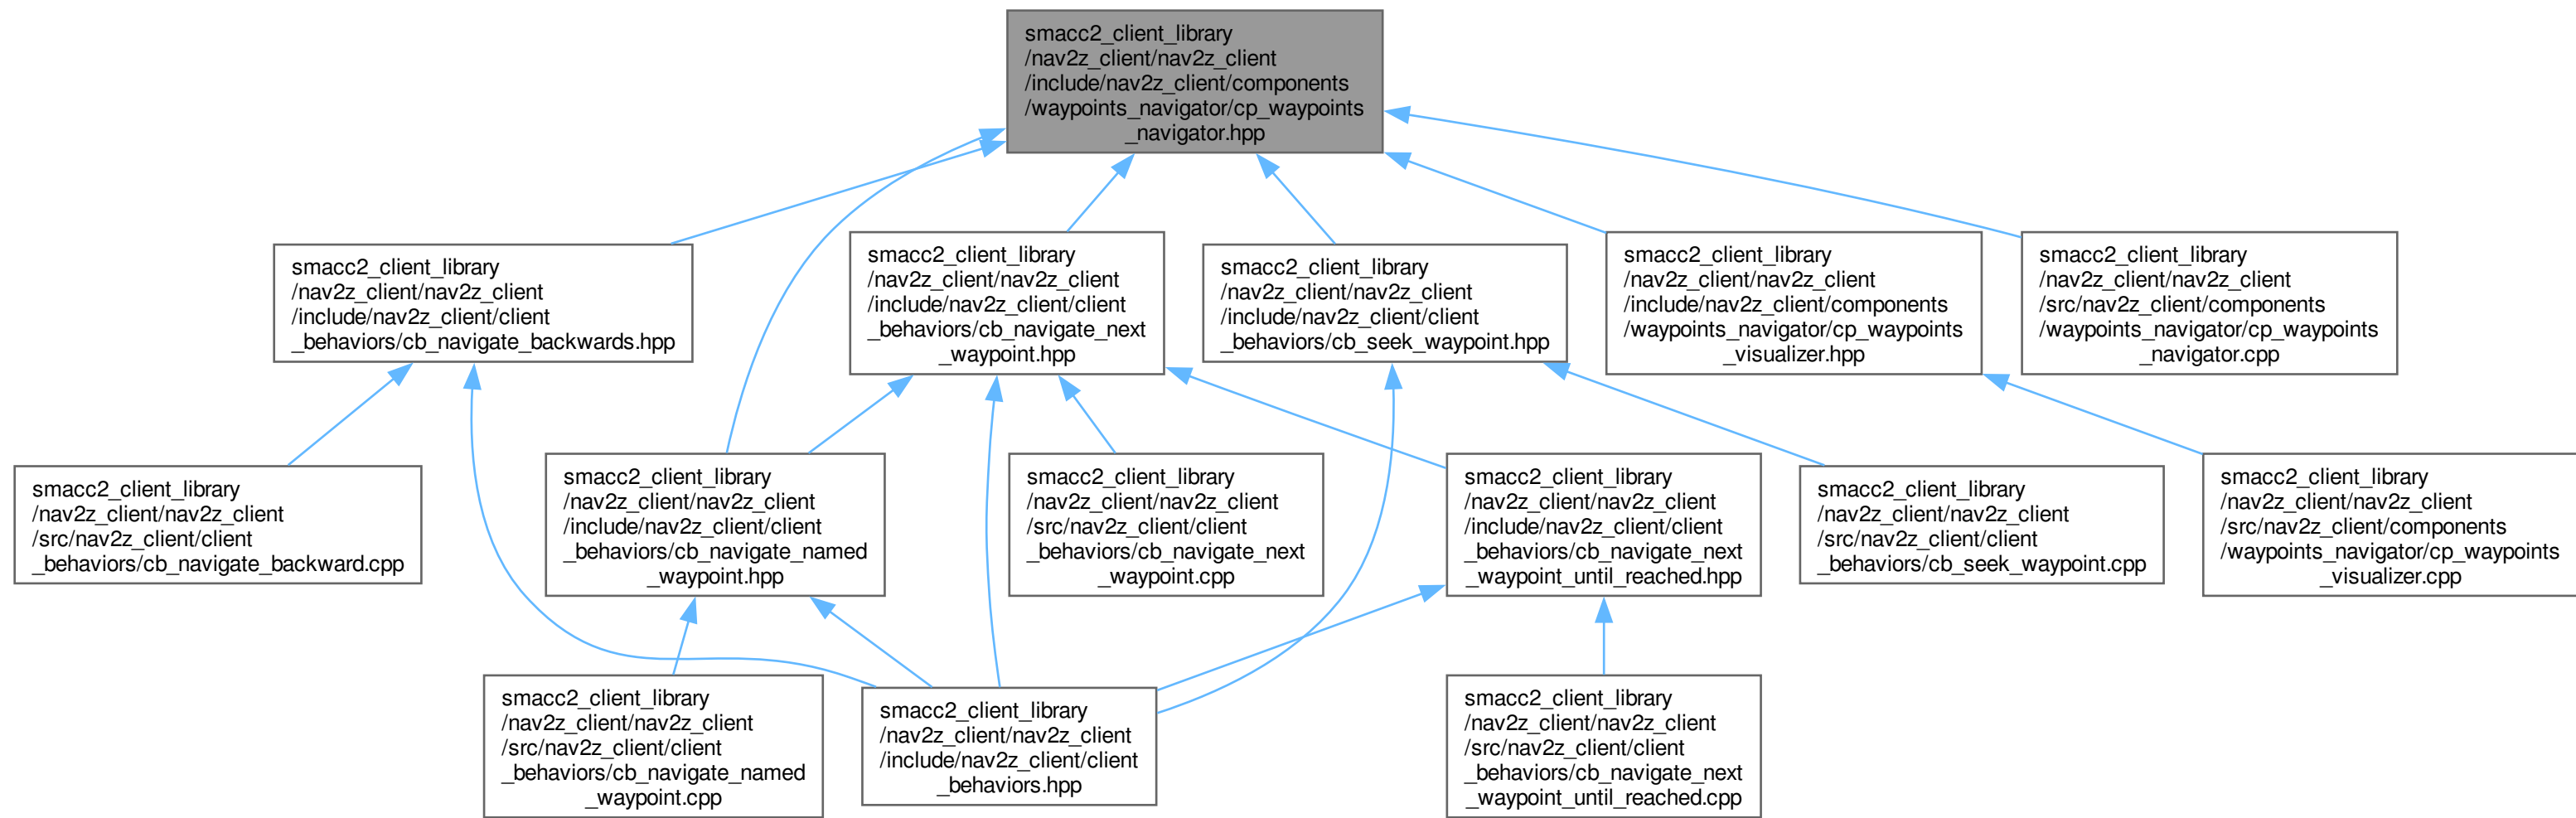 smacc2_client_library
/nav2z_client/nav2z_client
/include/nav2z_client/components
/waypoints_navigator/cp_waypoints
_navigator.hpp
smacc2_client_library
/nav2z_client/nav2z_client
/include/nav2z_client/client
_behaviors/cb_navigate_backwards.hpp
smacc2_client_library
/nav2z_client/nav2z_client
/include/nav2z_client/client
_behaviors/cb_navigate_next
_waypoint.hpp
smacc2_client_library
/nav2z_client/nav2z_client
/include/nav2z_client/client
_behaviors/cb_seek_waypoint.hpp
smacc2_client_library
/nav2z_client/nav2z_client
/include/nav2z_client/components
/waypoints_navigator/cp_waypoints
_visualizer.hpp
smacc2_client_library
/nav2z_client/nav2z_client
/src/nav2z_client/components
/waypoints_navigator/cp_waypoints
_navigator.cpp
smacc2_client_library
/nav2z_client/nav2z_client
/src/nav2z_client/client
_behaviors/cb_navigate_backward.cpp
smacc2_client_library
/nav2z_client/nav2z_client
/include/nav2z_client/client
_behaviors/cb_navigate_named
_waypoint.hpp
smacc2_client_library
/nav2z_client/nav2z_client
/src/nav2z_client/client
_behaviors/cb_navigate_next
_waypoint.cpp
smacc2_client_library
/nav2z_client/nav2z_client
/include/nav2z_client/client
_behaviors/cb_navigate_next
_waypoint_until_reached.hpp
smacc2_client_library
/nav2z_client/nav2z_client
/src/nav2z_client/client
_behaviors/cb_seek_waypoint.cpp
smacc2_client_library
/nav2z_client/nav2z_client
/src/nav2z_client/components
/waypoints_navigator/cp_waypoints
_visualizer.cpp
smacc2_client_library
/nav2z_client/nav2z_client
/src/nav2z_client/client
_behaviors/cb_navigate_named
_waypoint.cpp
smacc2_client_library
/nav2z_client/nav2z_client
/include/nav2z_client/client
_behaviors.hpp
smacc2_client_library
/nav2z_client/nav2z_client
/src/nav2z_client/client
_behaviors/cb_navigate_next
_waypoint_until_reached.cpp